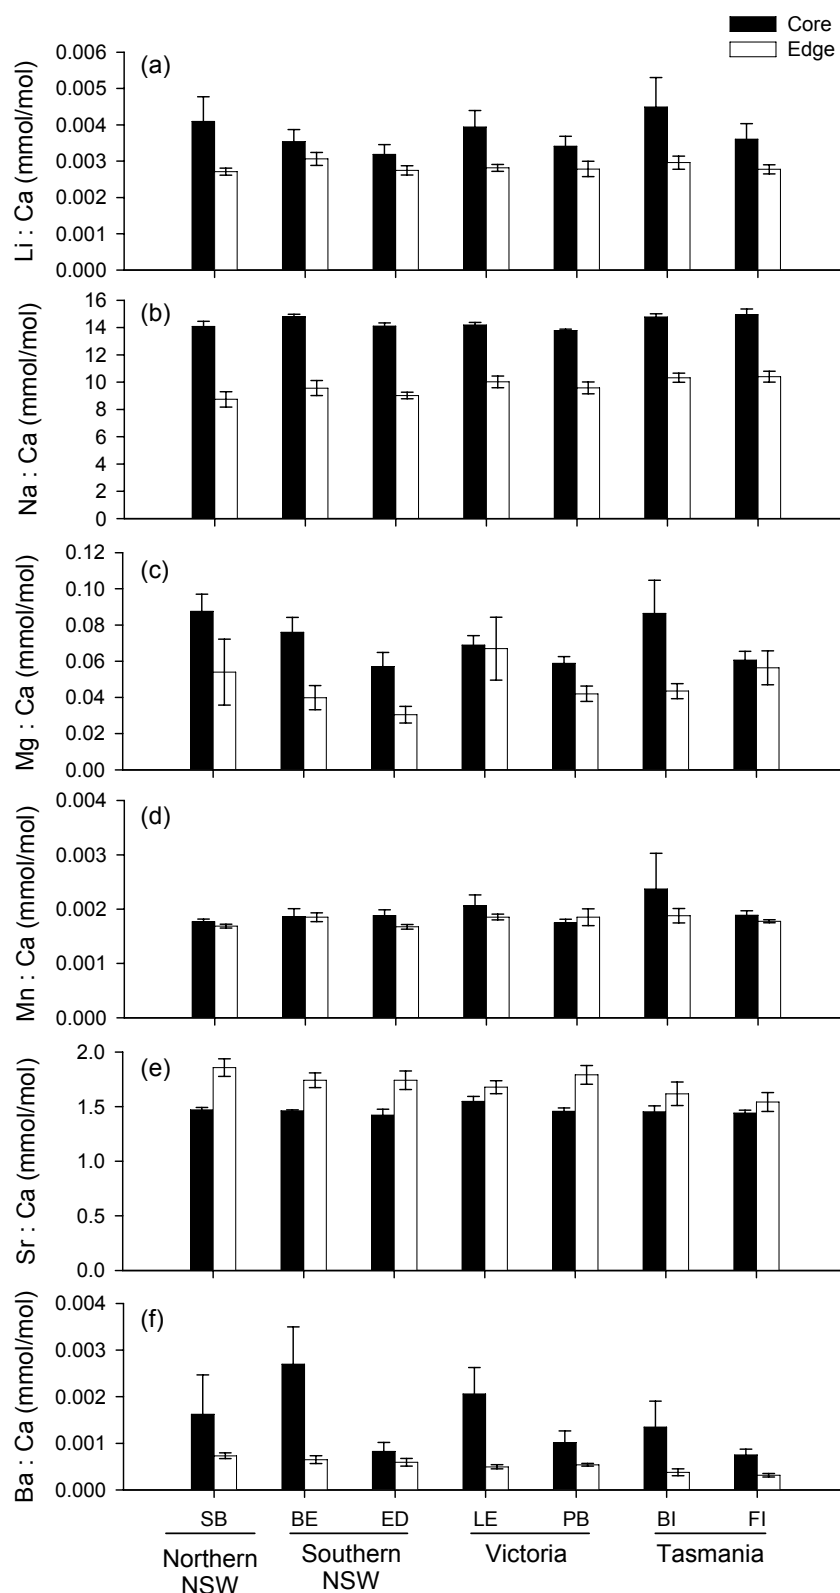 Core
Edge
(a)
Li : Ca (mmol/mol)
0.006
0.005
0.004
0.003
0.002
0.001
0.000
(b)
Na : Ca (mmol/mol)
16
14
12
10
8
6
4
2
0
(c)
Mg : Ca (mmol/mol)
0.12
0.10
0.08
0.06
0.04
0.02
0.00
(d)
Mn : Ca (mmol/mol)
0.004
0.003
0.002
0.001
0.000
(e)
Sr : Ca (mmol/mol)
2.0
1.5
1.0
0.5
0.0
(f)
Ba : Ca (mmol/mol)
0.004
0.003
0.002
0.001
0.000
SB BE ED LE PB BI FI
Northern Southern Victoria Tasmania
NSW NSW